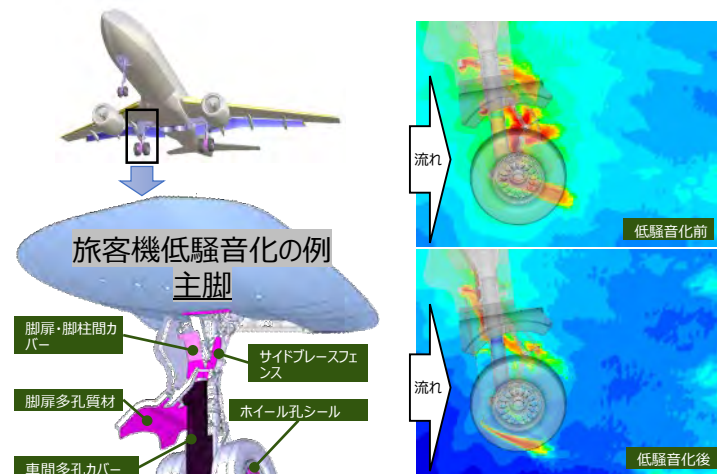 旅客機低騒音化の例
主脚
脚扉・脚柱間カ
バー
サイドブレースフェ
ンス
脚扉多孔質材
ホイール孔シール
車間多孔カバー
流れ
低騒音化前
流れ
低騒音化後